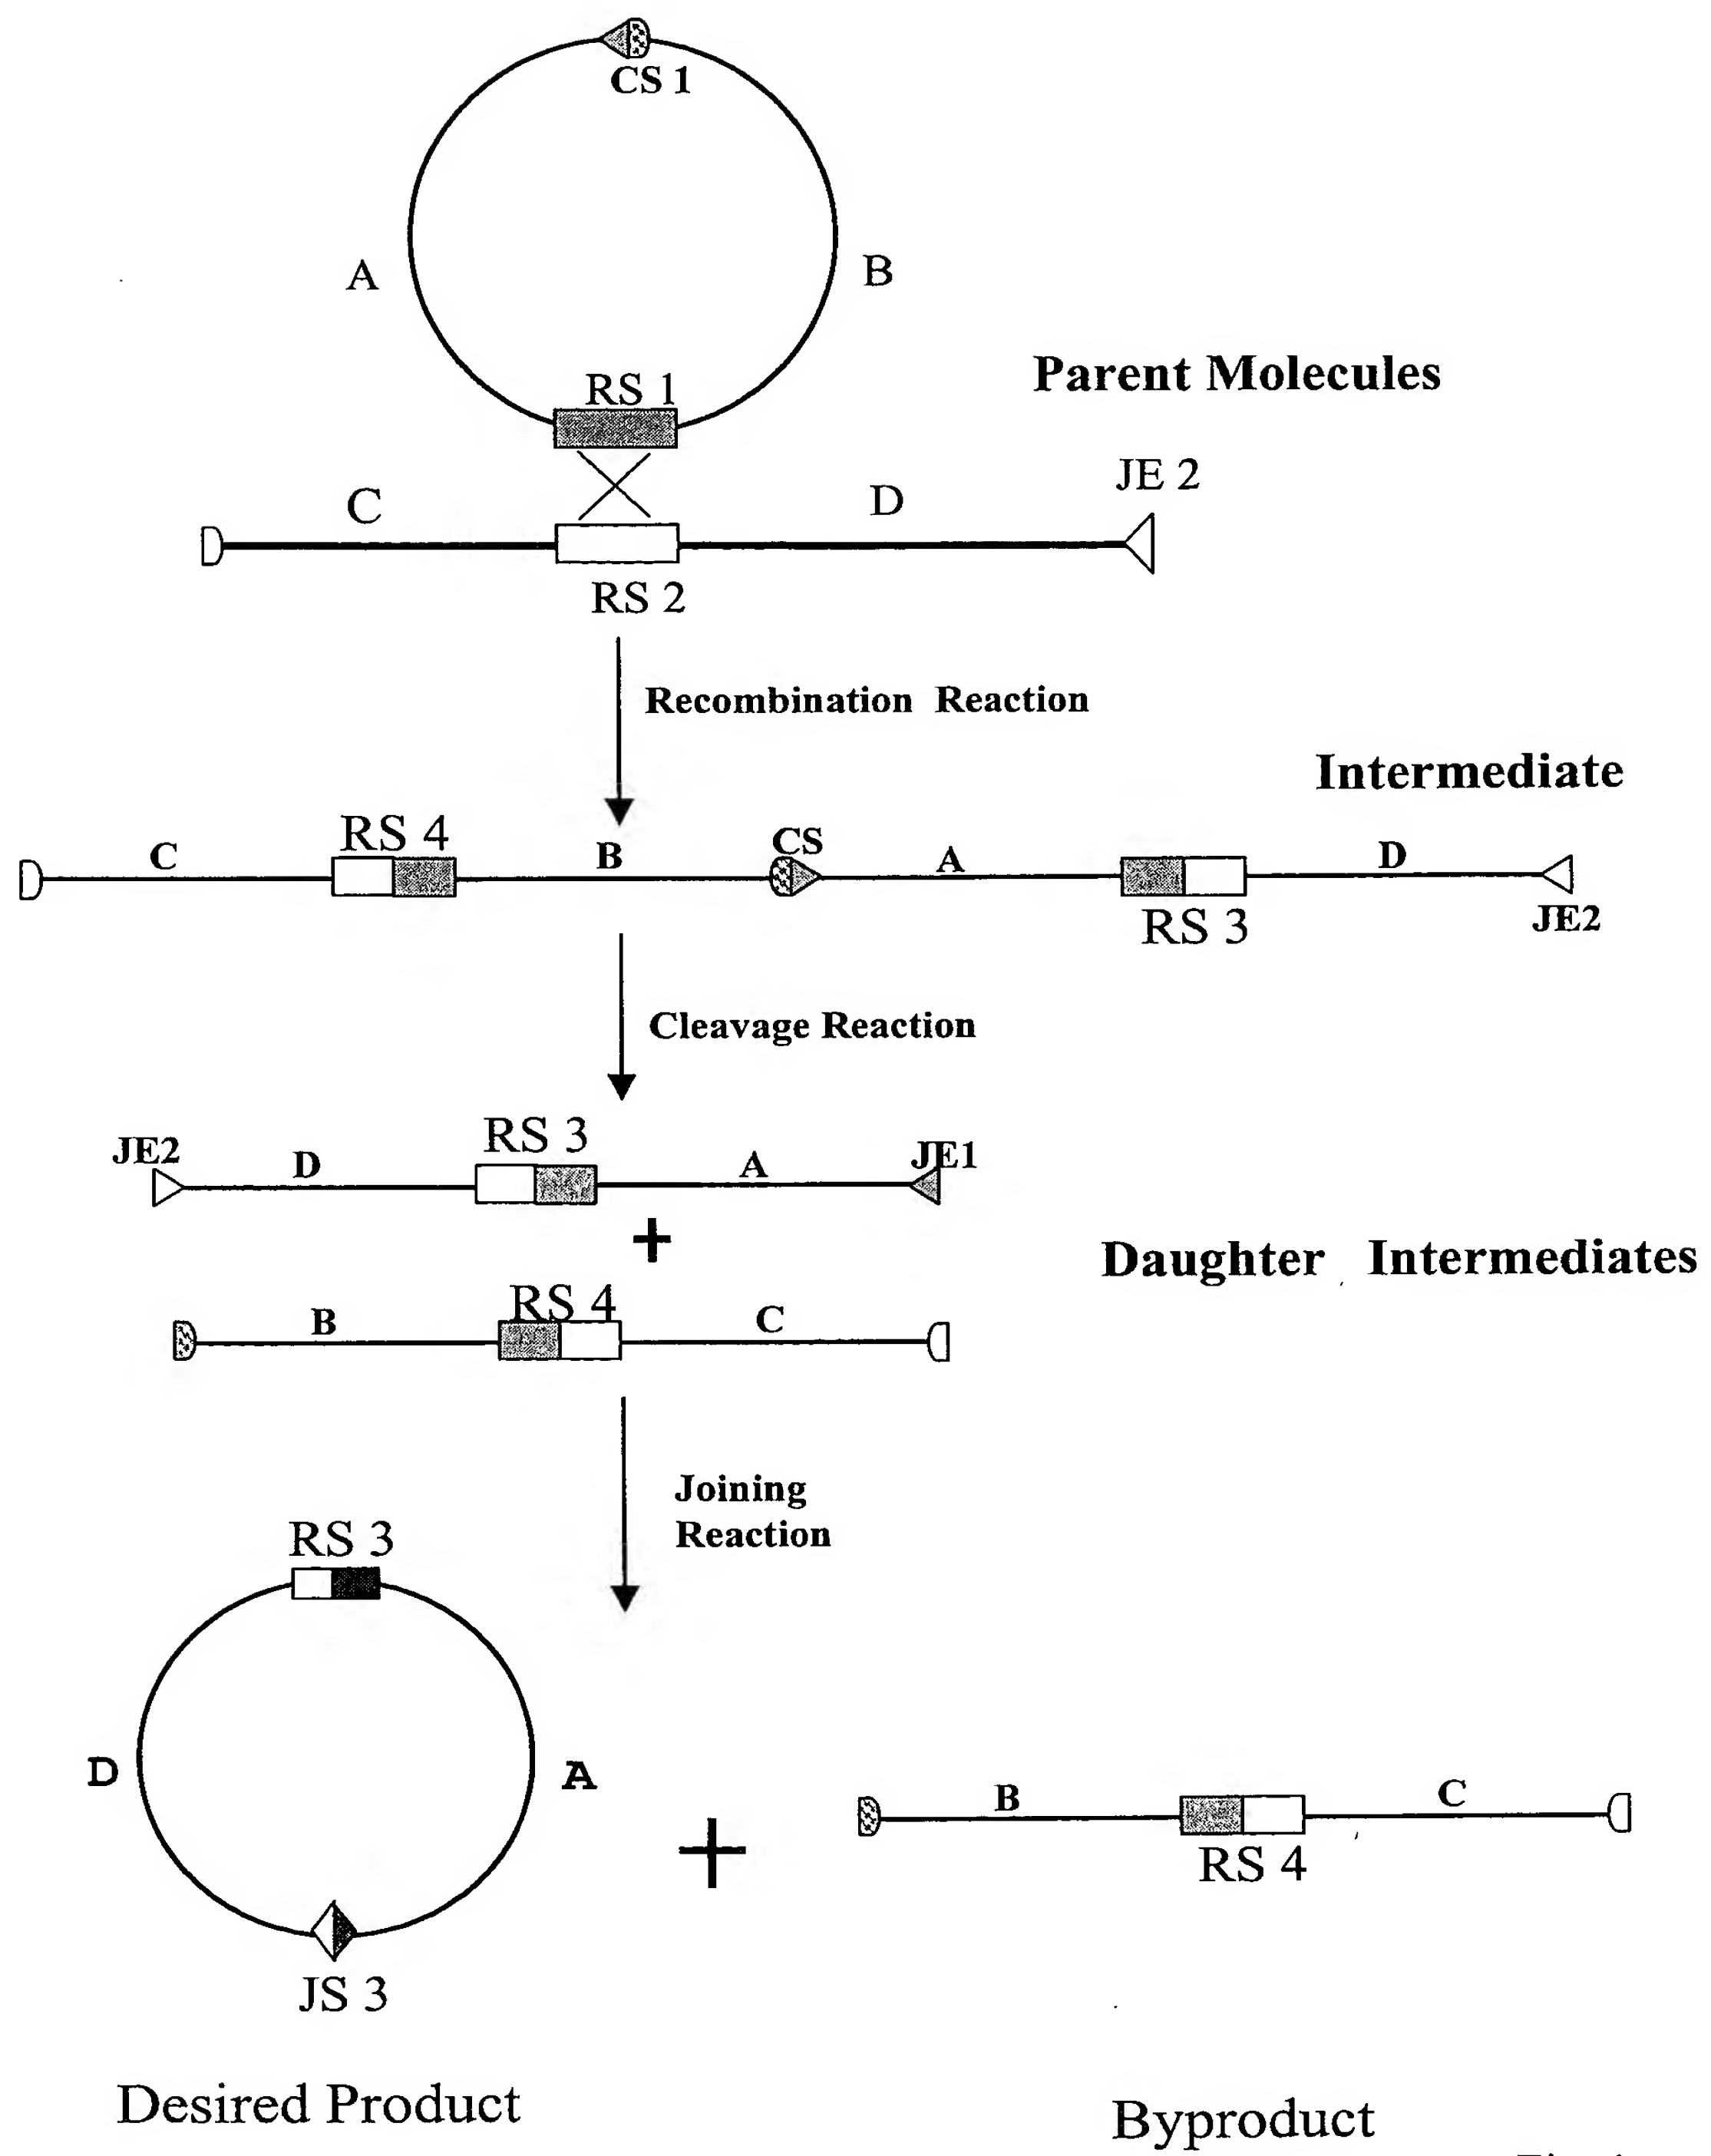 CS 1
A
B
RS 1
Parent Molecules
JE 2
C
D
RS 2
Recombination Reaction
Intermediate
RS 4
C
B
CS
A
D
RS 3
JE2
Cleavage Reaction
JE2
D
RS 3
A
JE1
Daughter Intermediates
B
RS 4
C
Joining
Reaction
RS 3
D
A
B
C
RS 4
JS 3
Desired Product
Byproduct